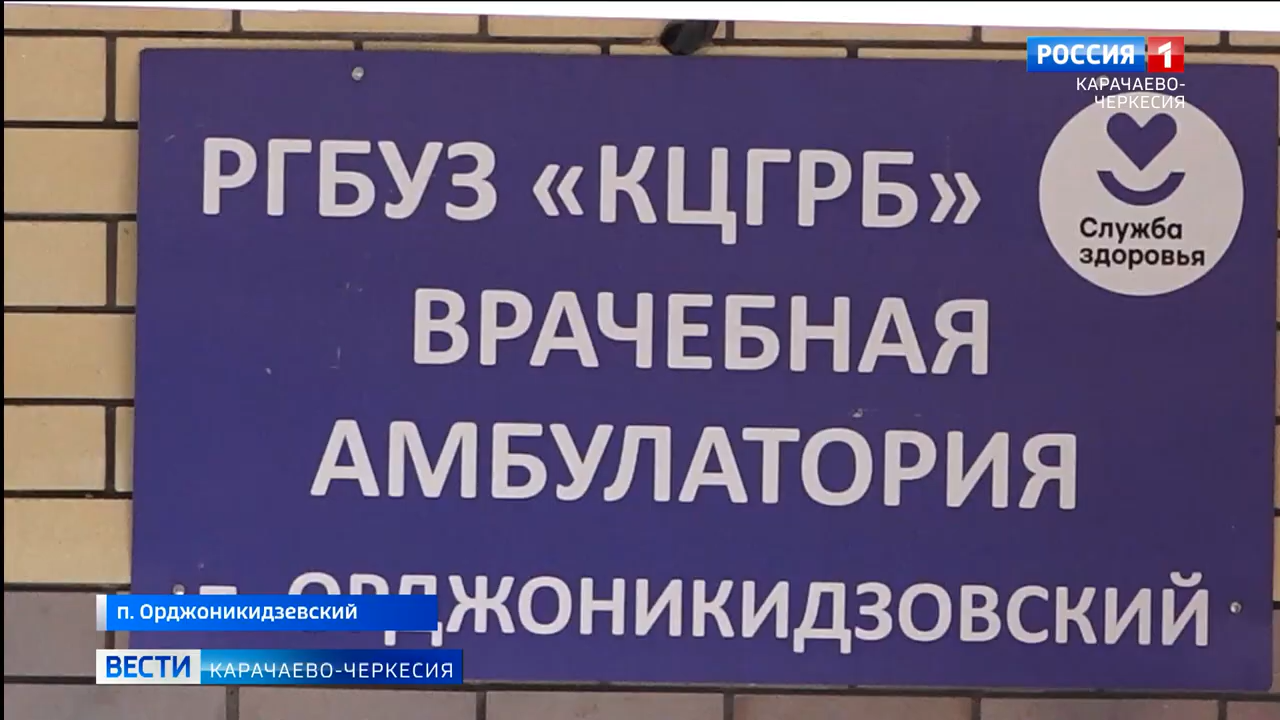 РОССИЯ 1
КАРАЧАЕВО-
ЧЕРКЕСИЯ
РГБУЗ «КЦГРБ»
Служба
здоровья
ВРАЧЕБНАЯ
АМБУЛАТОРИЯ
п. ОРДЖОНИКИДЗОВСКИЙ
п. Орджоникидзевский
ВЕСТИ КАРАЧАЕВО-ЧЕРКЕСИЯ